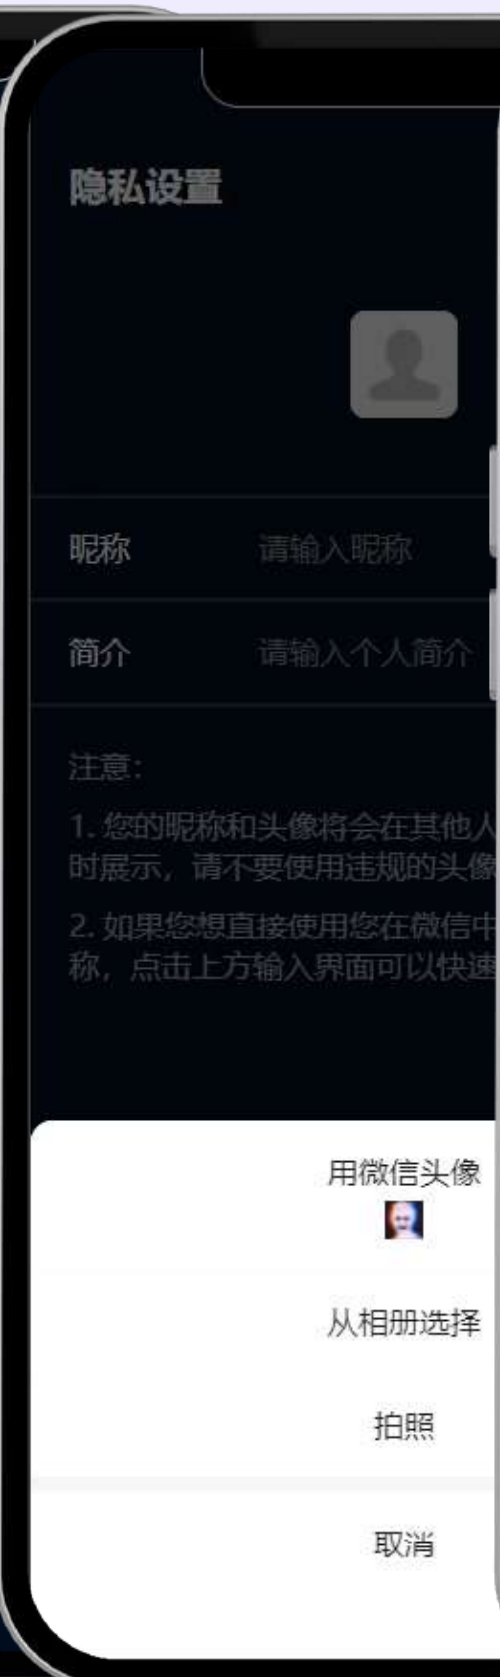 隐私设置
昵称 请输入昵称
简介 请输入个人简介
注意：
1. 您的昵称和头像将会在其他人
时展示，请不要使用违规的头像
2. 如果您想直接使用您在微信中
称，点击上方输入界面可以快速
用微信头像
从相册选择
拍照
取消